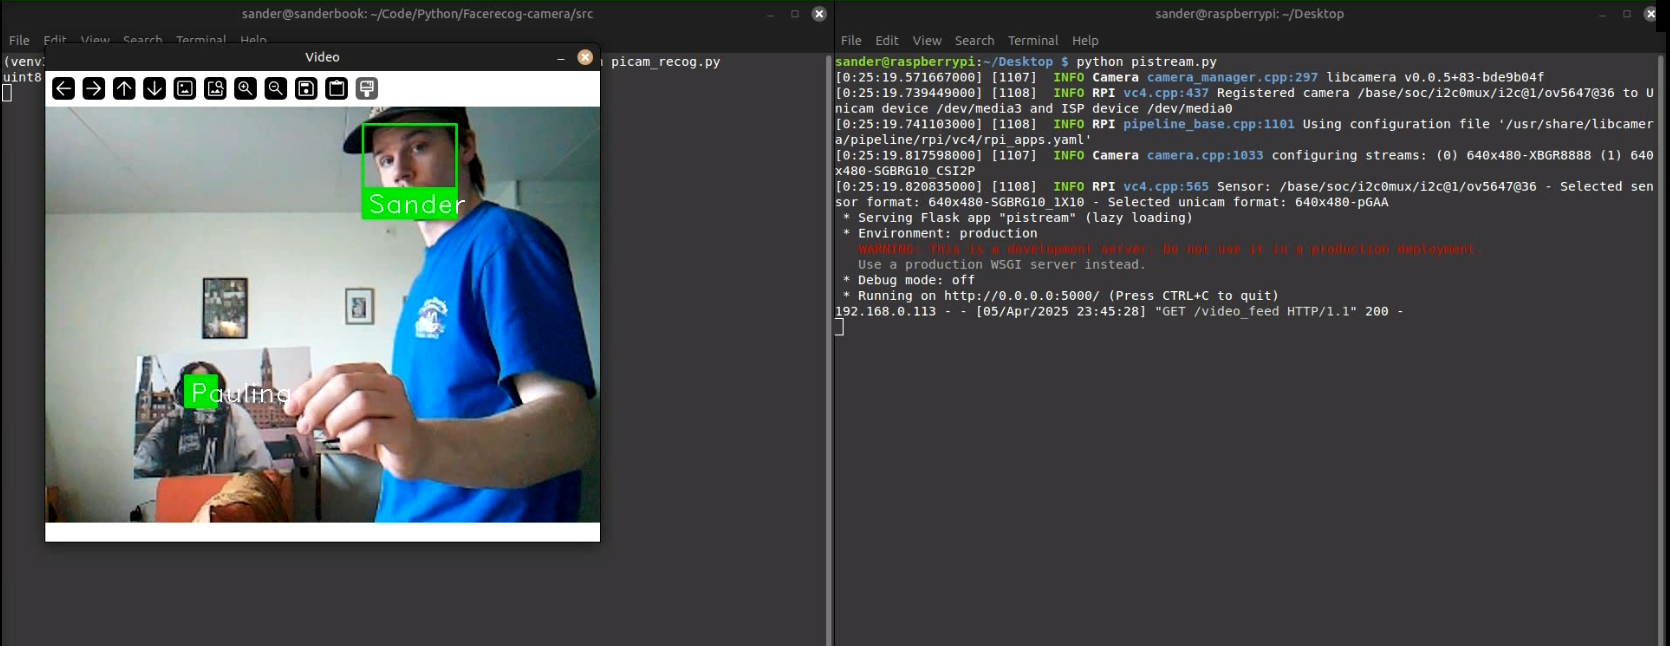 sander@sanderbook: ~/Code/Python/Facerecog-camera/src
File Edit View Search Terminal Help
picam_recog.py
uint8
Video
Sander
Paulina
sander@raspberrypi: ~/Desktop
File Edit View Search Terminal Help
sander@raspberrypi:~/Desktop $ python pistream.py
[0:25:19.571667000] [1107]  INFO Camera camera_manager.cpp:297 libcamera v0.0.5+83-bde9b04f
[0:25:19.739449000] [1108]  INFO RPI vc4.cpp:437 Registered camera /base/soc/i2c0mux/i2c@1/ov5647@36 to U
nicam device /dev/media3 and ISP device /dev/media0
[0:25:19.741103000] [1108]  INFO RPI pipeline_base.cpp:1101 Using configuration file '/usr/share/libcamer
a/pipeline/rpi/vc4/rpi_apps.yaml'
[0:25:19.817598000] [1107]  INFO Camera camera.cpp:1033 configuring streams: (0) 640x480-XBGR8888 (1) 640
x480-SGBRG10_CSI2P
[0:25:19.820835000] [1108]  INFO RPI vc4.cpp:565 Sensor: /base/soc/i2c0mux/i2c@1/ov5647@36 - Selected sen
sor format: 640x480-SGBRG10_1X10 - Selected unicam format: 640x480-pGAA
* Serving Flask app "pistream" (lazy loading)
* Environment: production
WARNING: This is a development server. Do not use it in a production deployment.
Use a production WSGI server instead.
* Debug mode: off
* Running on http://0.0.0.0:5000/ (Press CTRL+C to quit)
192.168.0.113 - - [05/Apr/2025 23:45:28] "GET /video_feed HTTP/1.1" 200 -